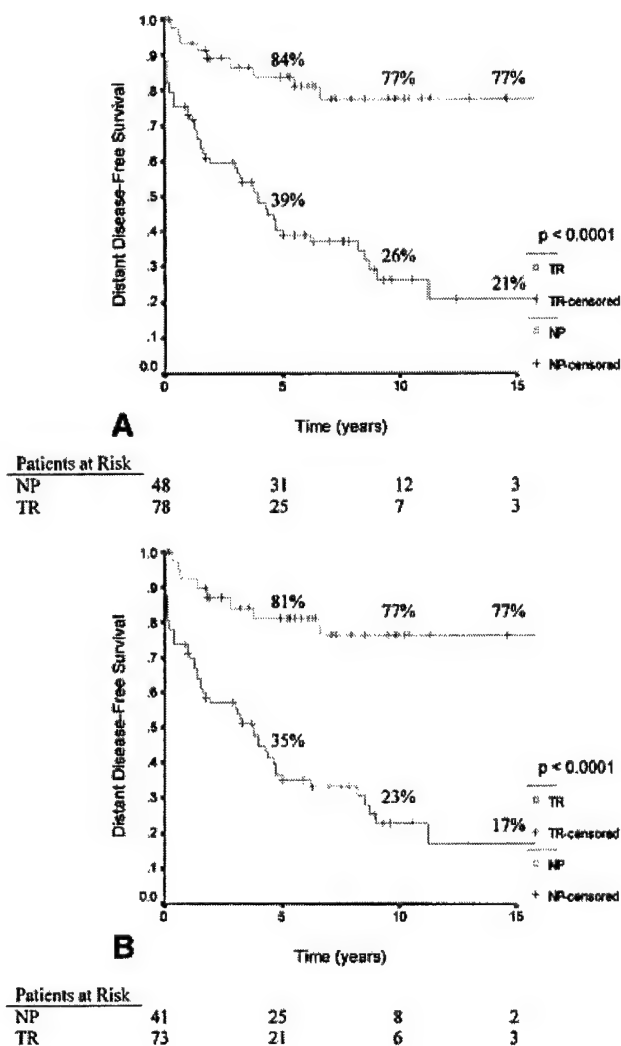 1.0
.9
84%
77%
77%
.8
.7
.6
.5
39%
.4
p < 0.0001
.3
26%
TR
.2
21%
TR-censored
.1
NP
0.0
NP-censored
0
5
10
15
Distant Disease-Free Survival
A
Time (years)
Patients at Risk
NP 48 31 12 3
TR 78 25 7 3
1.0
.9
81%
77%
77%
.8
.7
.6
.5
35%
.4
p < 0.0001
.3
23%
TR
.2
17%
TR-censored
.1
NP
0.0
NP-censored
0
5
10
15
Distant Disease-Free Survival
B
Time (years)
Patients at Risk
NP 41 25 8 2
TR 73 21 6 3